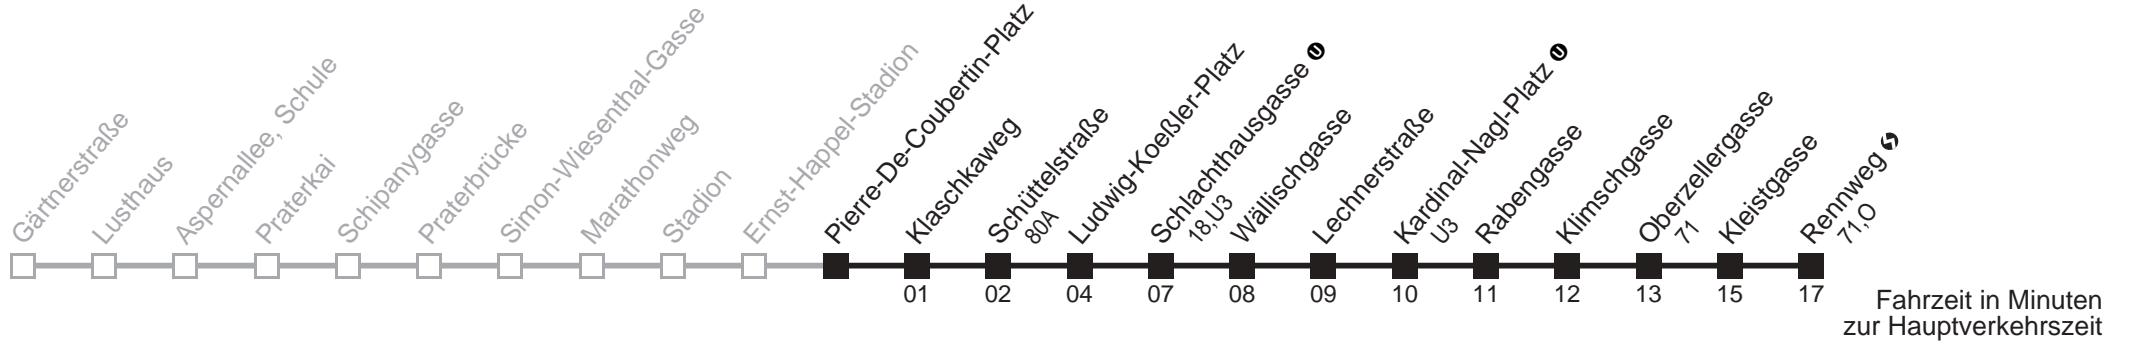 Gärtnerstraße
Lusthaus
Aspernallee, Schule
Praterkai
Schipanygasse
Praterbrücke
Simon-Wiesenthal-Gasse
Marathonweg
Stadion
Ernst-Happel-Stadion
Pierre-De-Coubertin-Platz
Klaschkaweg
01
Schüttelstraße
80A
02
Ludwig-Koeßler-Platz
04
Schlachthausgasse U
18,U3
07
Wällischgasse
08
Lechnerstraße
09
Kardinal-Nagl-Platz U
U3
10
Rabengasse
11
Klimschgasse
12
Oberzellergasse
71
13
Kleistgasse
15
Rennweg
71,O
17
Fahrzeit in Minuten
zur Hauptverkehrszeit